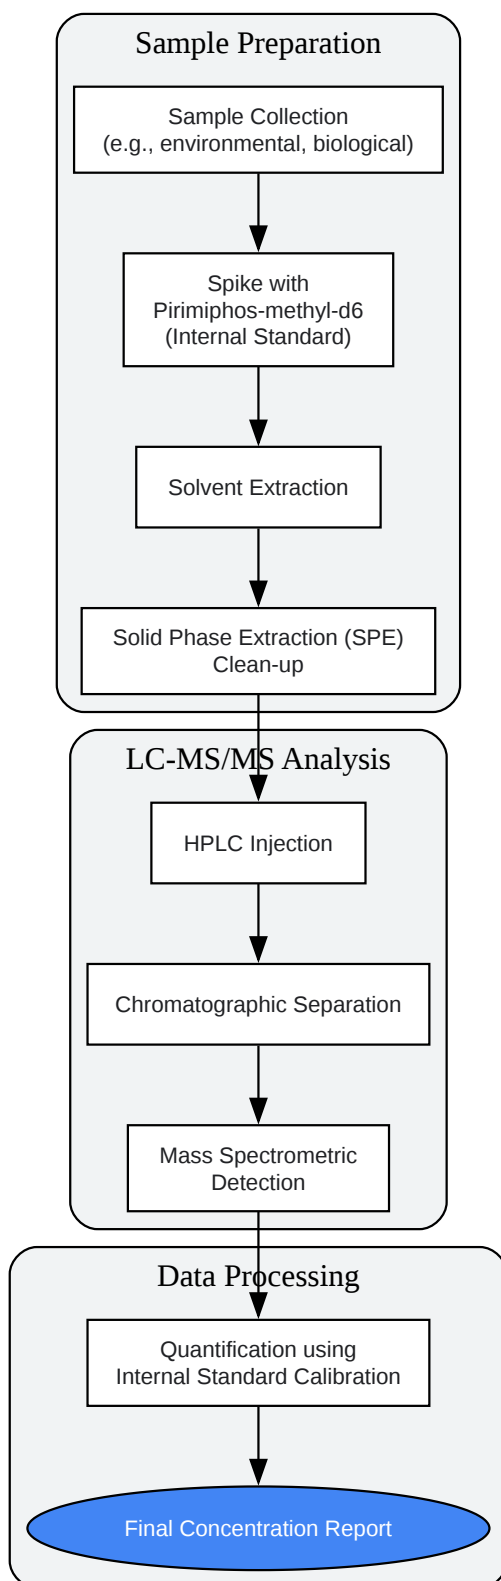 Sample Preparation
Sample Collection
(e.g., environmental, biological)
Spike with
Pirimiphos-methyl-d6
(Internal Standard)
Solvent Extraction
Solid Phase Extraction (SPE)
Clean-up
LC-MS/MS Analysis
HPLC Injection
Chromatographic Separation
Mass Spectrometric
Detection
Data Processing
Quantification using
Internal Standard Calibration
Final Concentration Report